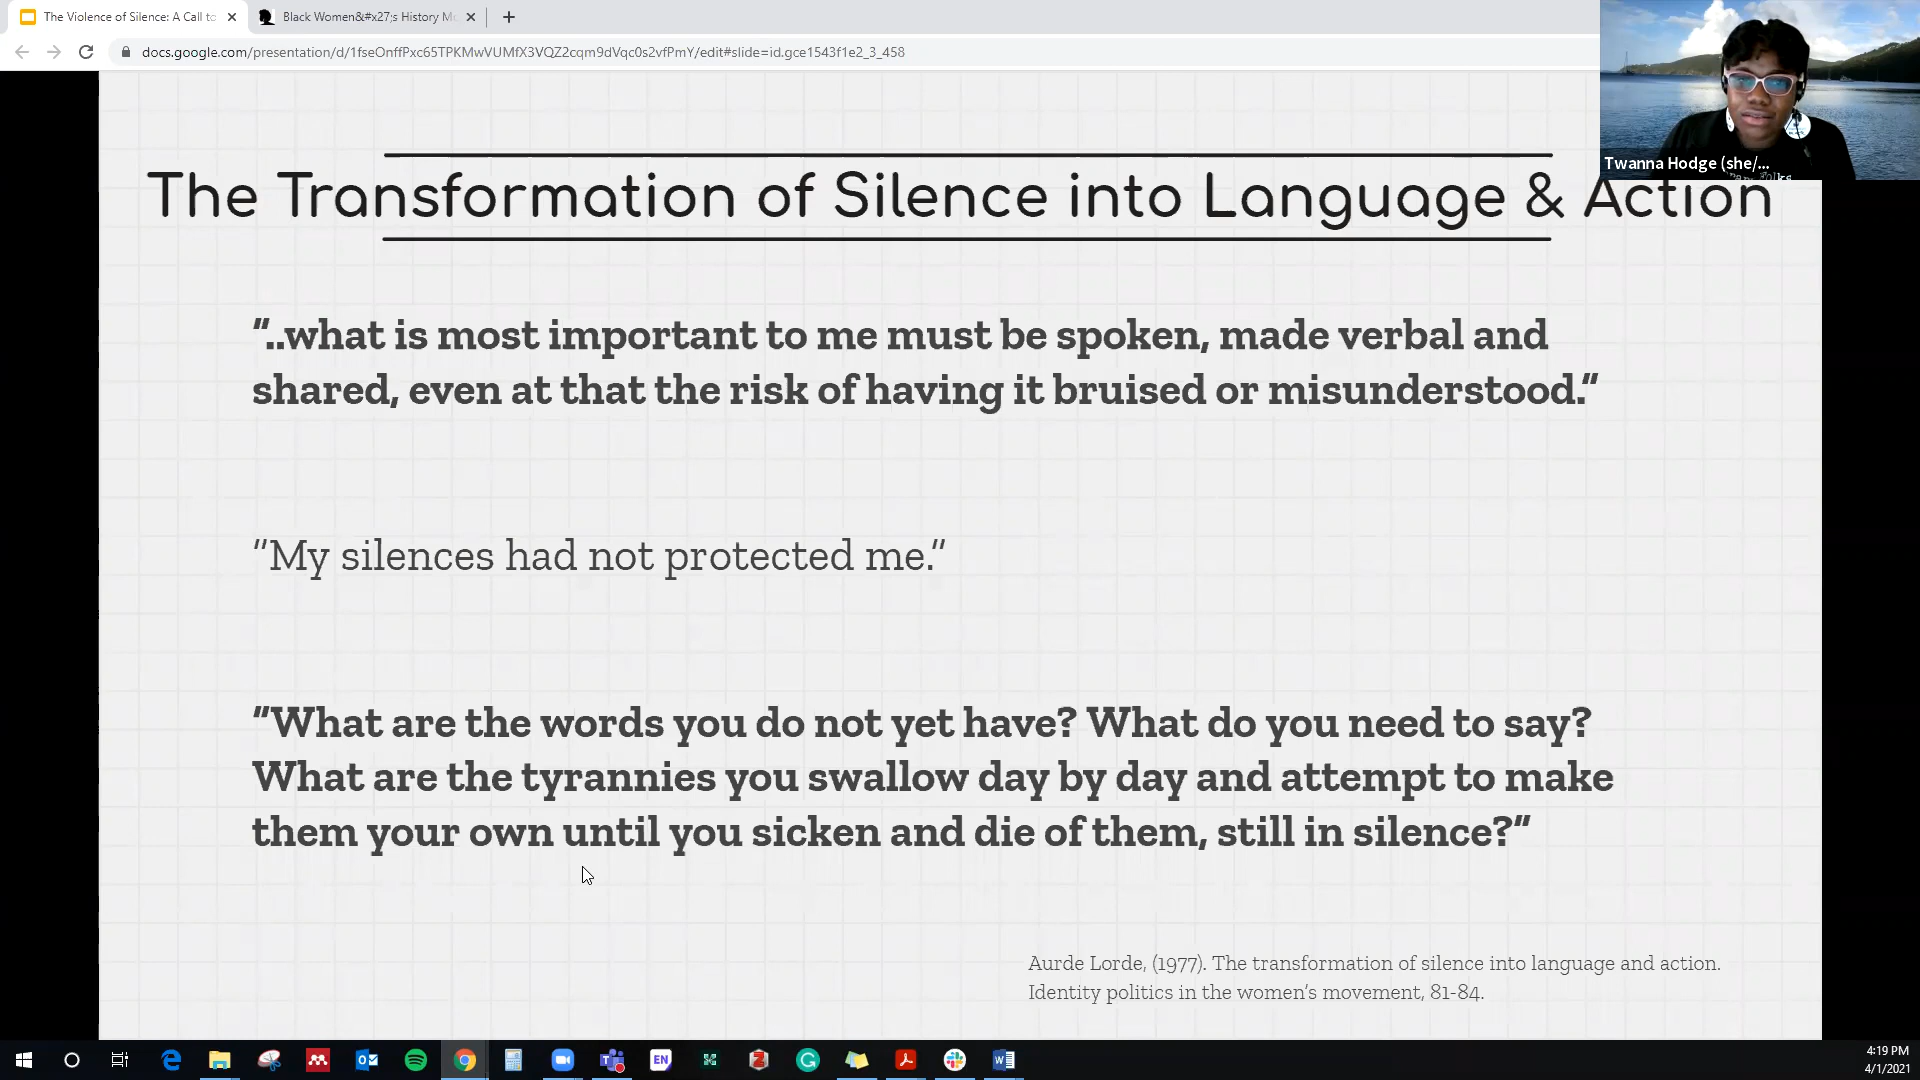 The Violence of Silence: A Call to
Black Women&#x27;s History Mo
docs.google.com/presentation/d/1fseOnffPxc65TPKMwVUMfX3VQZ2cqm9dVqc0s2vfPmY/edit#slide=id.gce1543f1e2_3_458
Twanna Hodge (she/...
The Transformation of Silence into Language & Action
"..what is most important to me must be spoken, made verbal and
shared, even at that the risk of having it bruised or misunderstood."
"My silences had not protected me."
"What are the words you do not yet have? What do you need to say?
What are the tyrannies you swallow day by day and attempt to make
them your own until you sicken and die of them, still in silence?"
Aurde Lorde, (1977). The transformation of silence into language and action.
Identity politics in the women's movement, 81-84.
EN
4:19 PM
4/1/2021